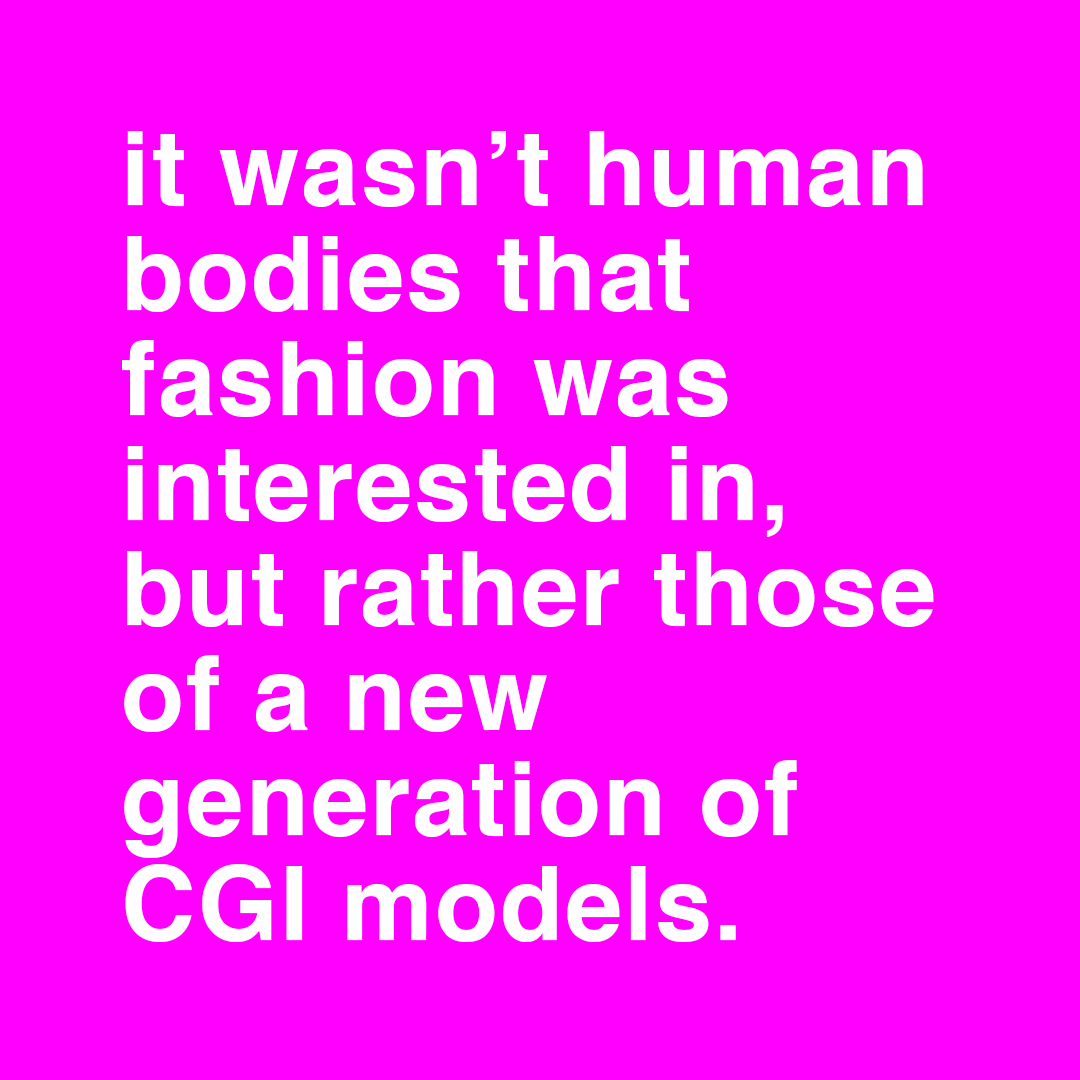 it wasn’t human
bodies that
fashion was
interested in,
but rather those
of a new
generation of
CGI models.